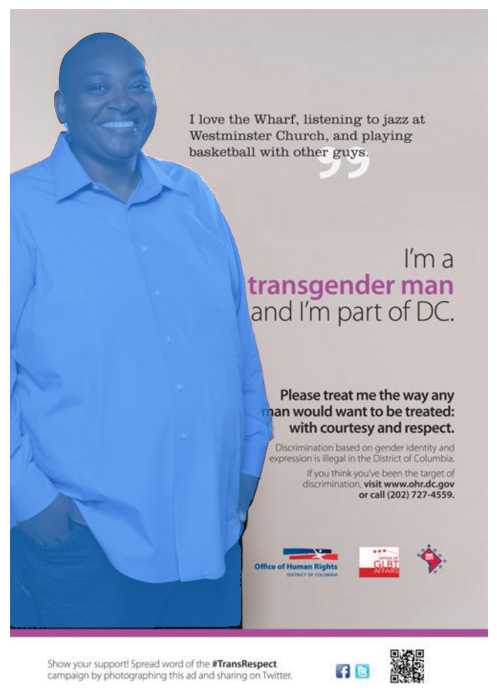 I love the Wharf, listening to jazz at
Westminster Church, and playing
basketball with other guys.
”
I'm a
transgender man
and I'm part of DC.
Please treat me the way any
man would want to be treated:
with courtesy and respect.
Discrimination based on gender identity and
expression is illegal in the District of Columbia.
If you think you've been the target of
discrimination, visit www.ohr.dc.gov
or call (202) 727-4559.
Office of Human Rights
DISTRICT OF COLUMBIA
OFFICE OF
GLBT
AFFAIRS
Show your support! Spread word of the #TransRespect
campaign by photographing this ad and sharing on Twitter.